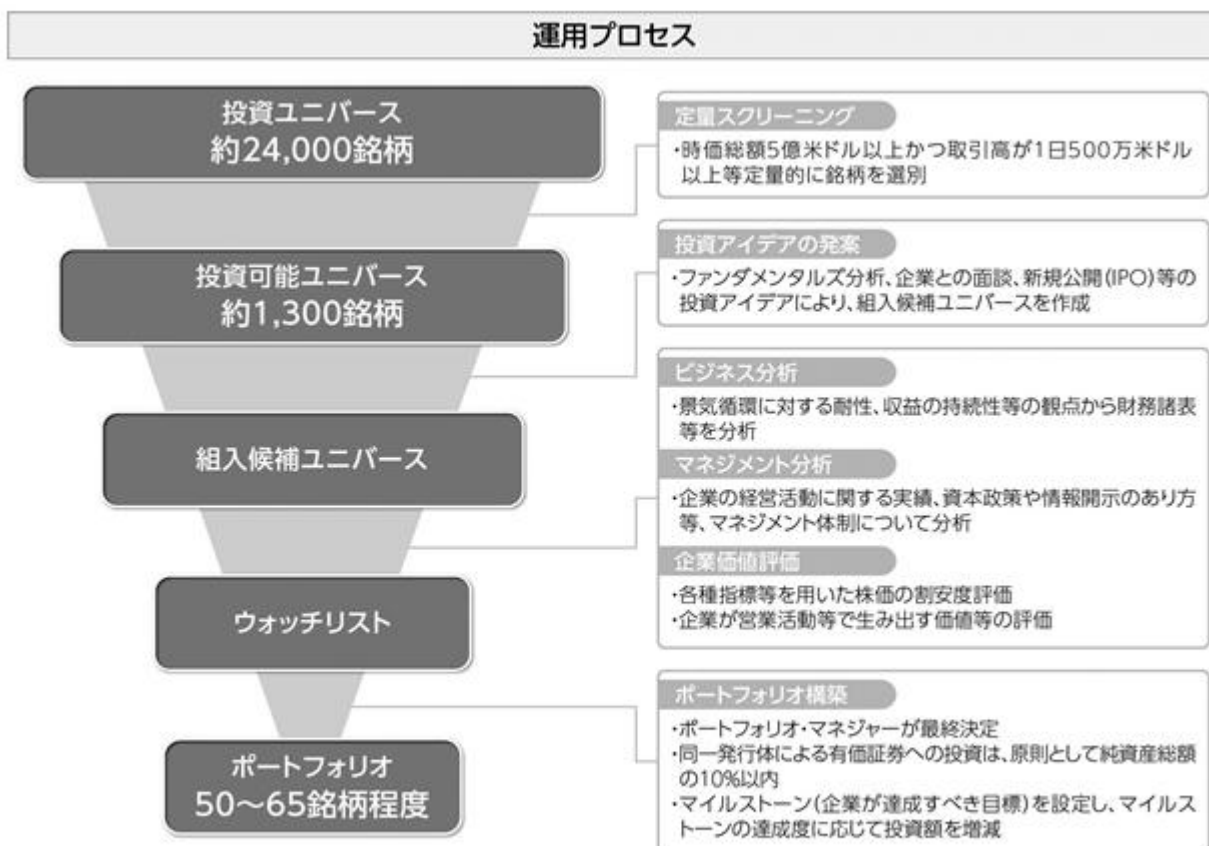 運用プロセス
投資ユニバース
約24,000銘柄
定量スクリーニング
・時価総額5億米ドル以上かつ取引高が1日500万米ドル
以上等定量的に銘柄を選別
投資可能ユニバース
約1,300銘柄
投資アイデアの発案
・ファンダメンタルズ分析、企業との面談、新規公開(IPO)等の
投資アイデアにより、組入候補ユニバースを作成
組入候補ユニバース
ビジネス分析
・景気循環に対する耐性、収益の持続性等の観点から財務諸表
等を分析
マネジメント分析
・企業の経営活動に関する実績、資本政策や情報開示のあり方
等、マネジメント体制について分析
企業価値評価
・各種指標等を用いた株価の割安度評価
・企業が営業活動等で生み出す価値等の評価
ウォッチリスト
ポートフォリオ構築
・ポートフォリオ・マネジャーが最終決定
・同一発行体による有価証券への投資は、原則として純資産総額
の10%以内
・マイルストーン(企業が達成すべき目標)を設定し、マイルス
トーンの達成度に応じて投資額を増減
ポートフォリオ
50〜65銘柄程度